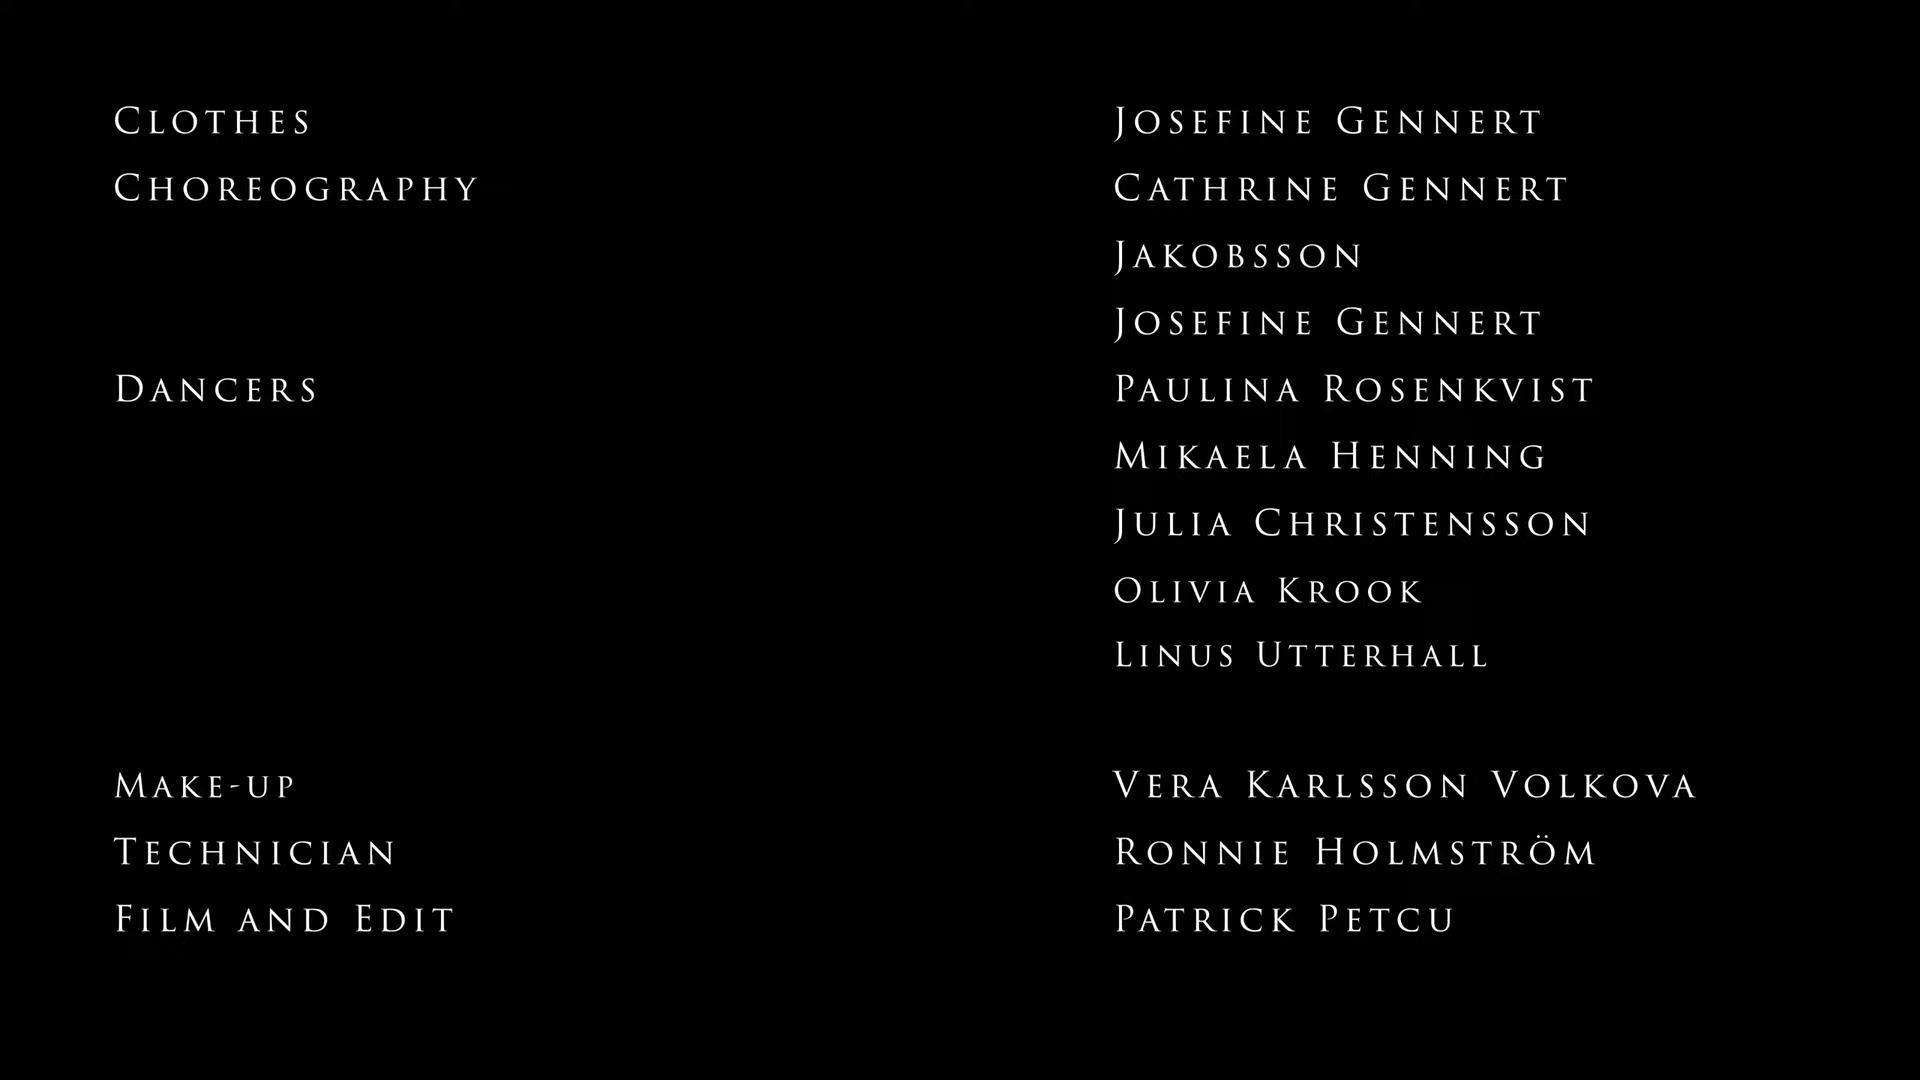 Clothes Josefine Gennert
Choreography Cathrine Gennert
Jakobsson
Josefine Gennert
Dancers Paulina Rosenkvist
Mikaela Henning
Julia Christensson
Olivia Krook
Linus Utterhall
Make-up Vera Karlsson Volkova
Technician Ronnie Holmström
Film and Edit Patrick Petcu